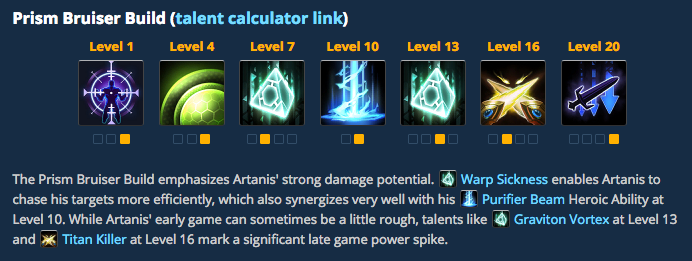 Prism Bruiser Build (talent calculator link)
Level 1 Level 4 Level 7 Level 10 Level 13 Level 16 Level 20
The Prism Bruiser Build emphasizes Artanis' strong damage potential. Warp Sickness enables Artanis to
chase his targets more efficiently, which also synergizes very well with his Purifier Beam Heroic Ability at
Level 10. While Artanis' early game can sometimes be a little rough, talents like Graviton Vortex at Level 13
and Titan Killer at Level 16 mark a significant late game power spike.